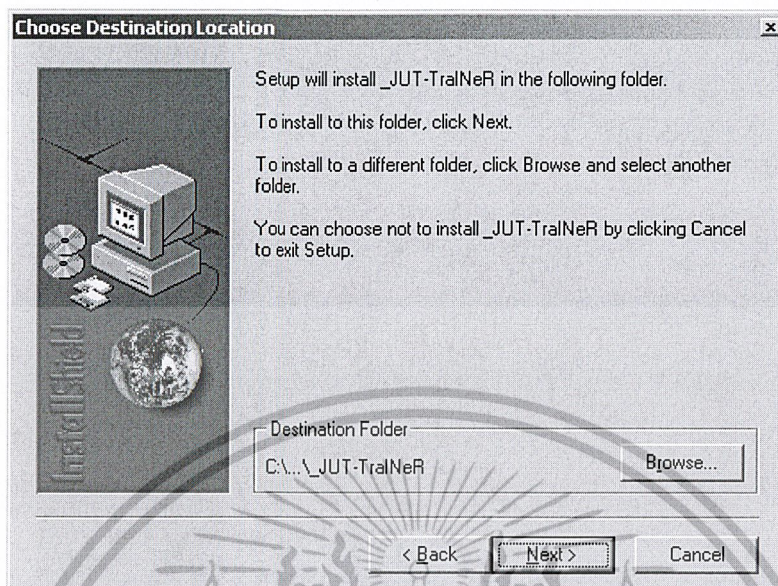 Choose Destination Location
Setup will install _JUT-TraINeR in the following folder.
To install to this folder, click Next.
To install to a different folder, click Browse and select another
folder.
You can choose not to install _JUT-TraINeR by clicking Cancel
to exit Setup.
InstallShield
Destination Folder
C:\...\_JUT-TraINeR
Browse...
< Back
Next >
Cancel